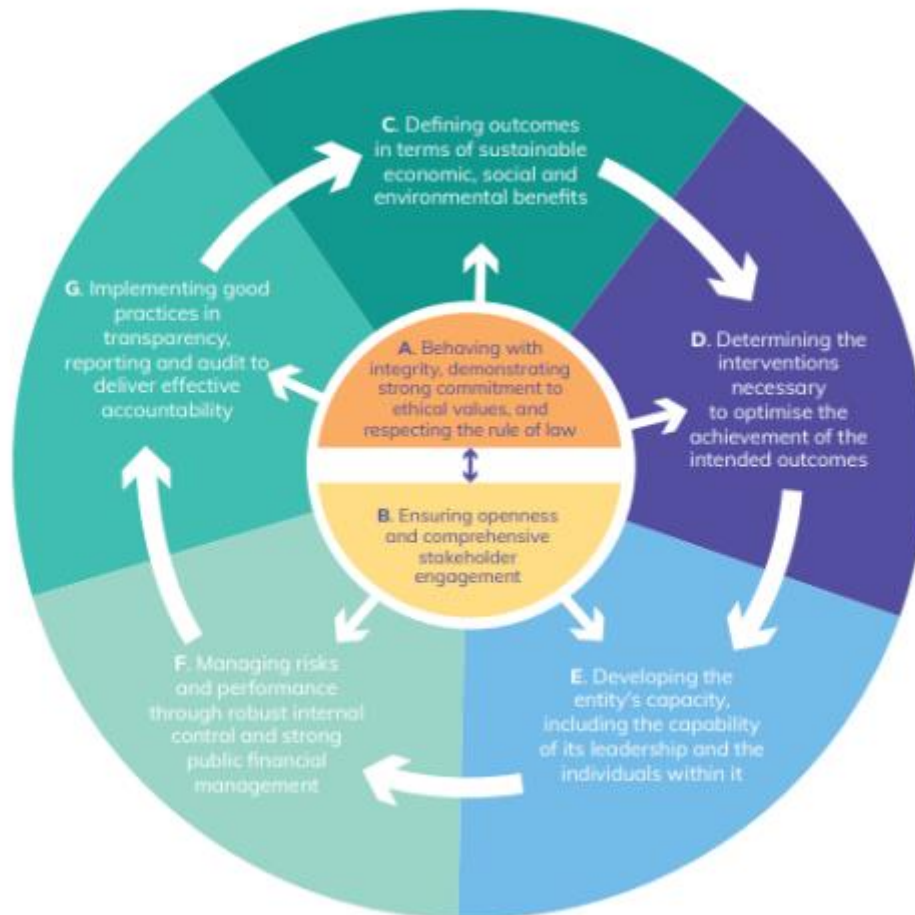 C. Defining outcomes
in terms of sustainable
economic, social and
environmental benefits
G. Implementing good
practices in
transparency,
reporting and audit to
deliver effective
accountability
A. Behaving with
integrity, demonstrating
strong commitment to
ethical values, and
respecting the rule of law
D. Determining the
interventions
necessary
to optimise the
achievement of the
intended outcomes
B. Ensuring openness
and comprehensive
stakeholder
engagement
F. Managing risks
and performance
through robust internal
control and strong
public financial
management
E. Developing the
entity's capacity,
including the capability
of its leadership and the
individuals within it